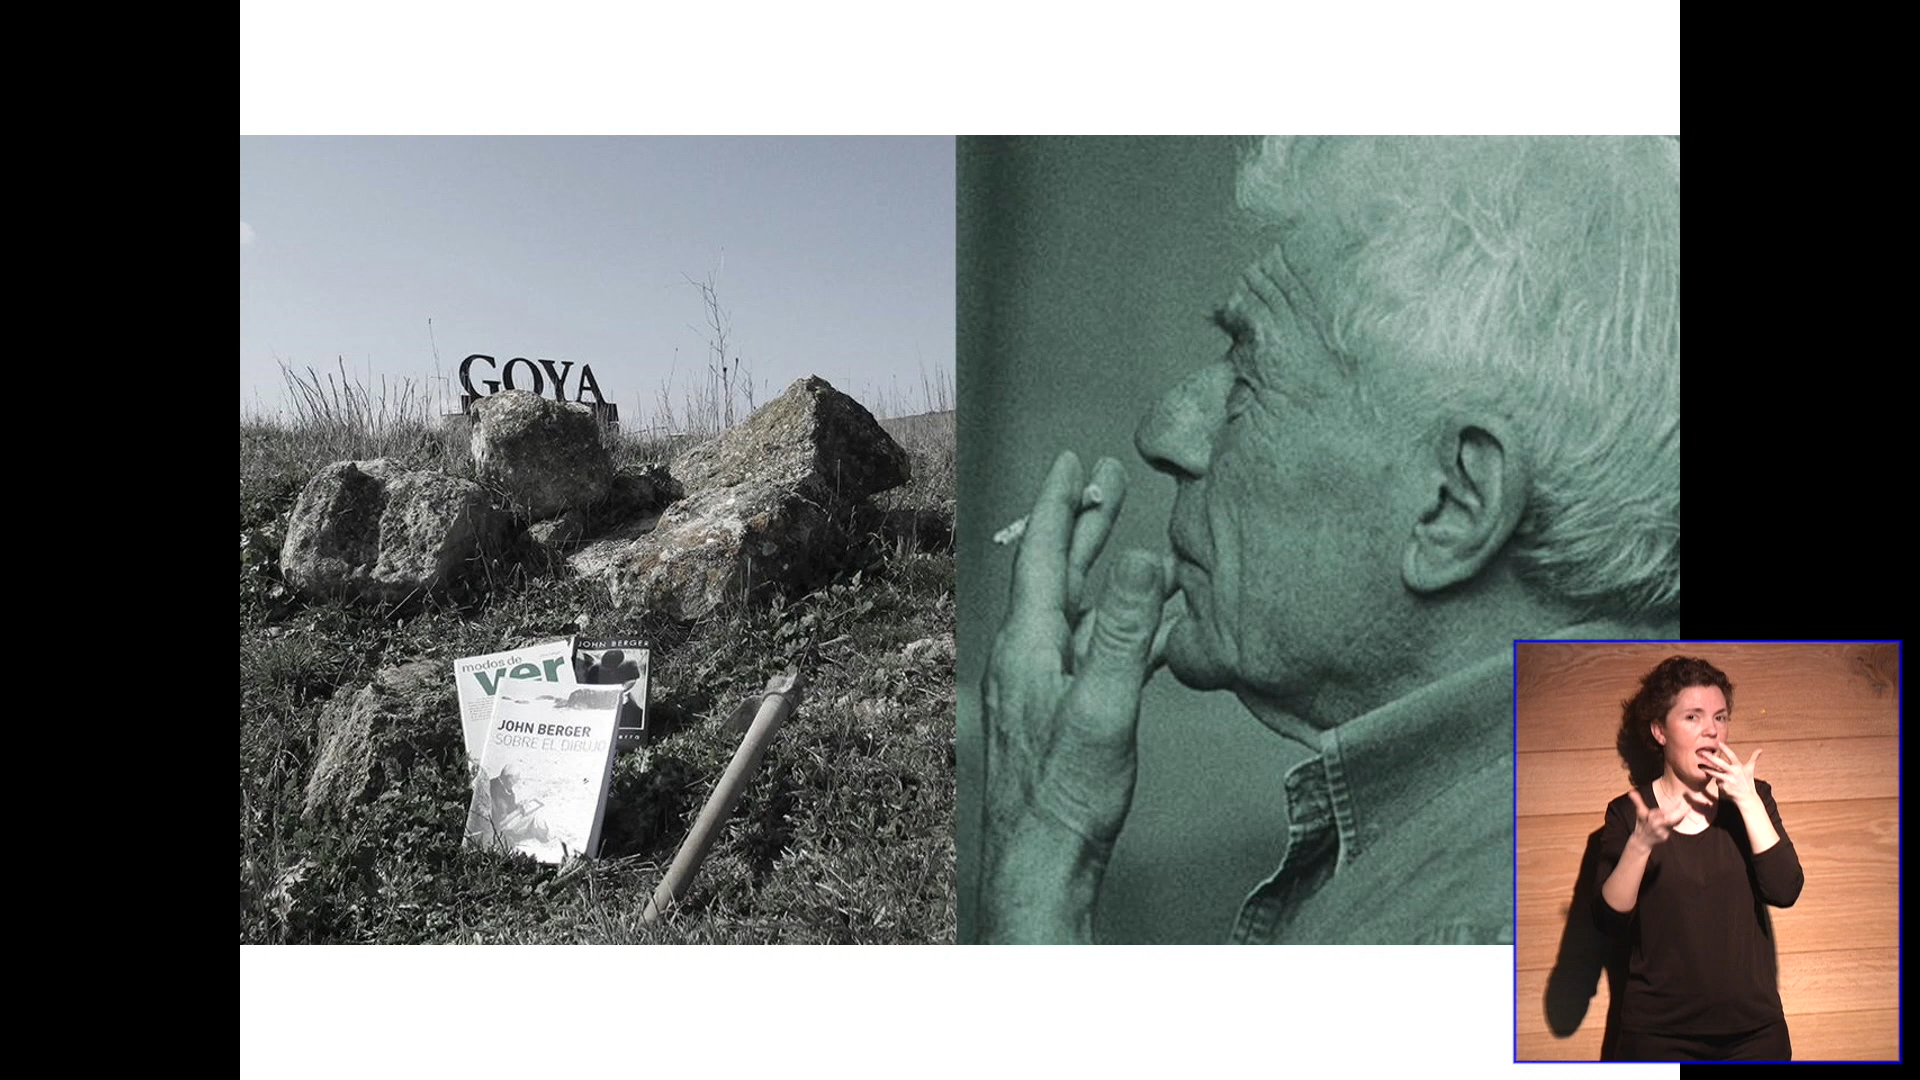 GOYA
JOHN BERGER
modos de
ver
JOHN BERGER
SOBRE EL DIBUJO